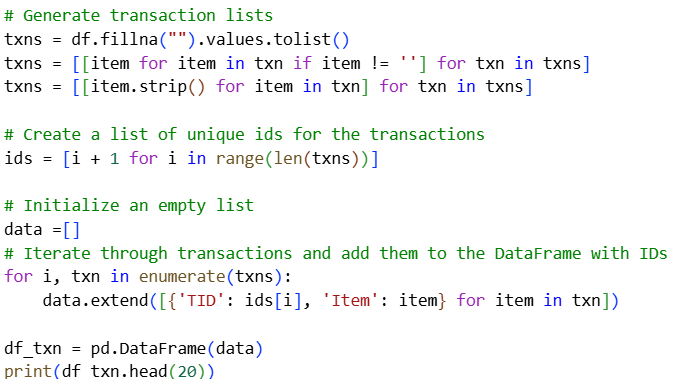 # Generate transaction lists
txns = df.fillna("").values.tolist()
txns = [[item for item in txn if item != ''] for txn in txns]
txns = [[item.strip() for item in txn] for txn in txns]

# Create a list of unique ids for the transactions
ids = [i + 1 for i in range(len(txns))]

# Initialize an empty list
data =[]
# Iterate through transactions and add them to the DataFrame with IDs
for i, txn in enumerate(txns):
    data.extend([{'TID': ids[i], 'Item': item} for item in txn])

df_txn = pd.DataFrame(data)
print(df_txn.head(20))